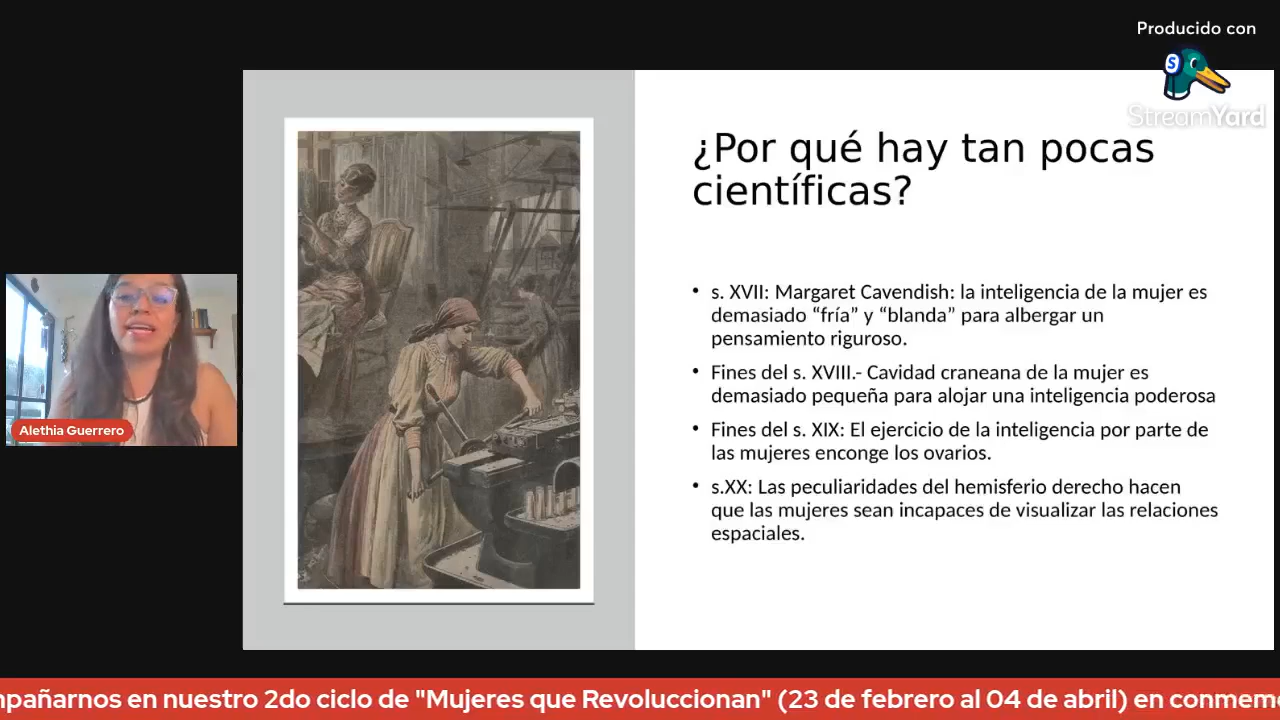 Producido con
StreamYard
¿Por qué hay tan pocas
científicas?
• s. XVII: Margaret Cavendish: la inteligencia de la mujer es
demasiado “fría” y “blanda” para albergar un
pensamiento riguroso.
• Fines del s. XVIII.- Cavidad craneana de la mujer es
demasiado pequeña para alojar una inteligencia poderosa
• Fines del s. XIX: El ejercicio de la inteligencia por parte de
las mujeres enconge los ovarios.
• s.XX: Las peculiaridades del hemisferio derecho hacen
que las mujeres sean incapaces de visualizar las relaciones
espaciales.
Alethia Guerrero
en nuestro 2do ciclo de "Mujeres que Revoluccionan" (23 de febrero al 04 de abril) en